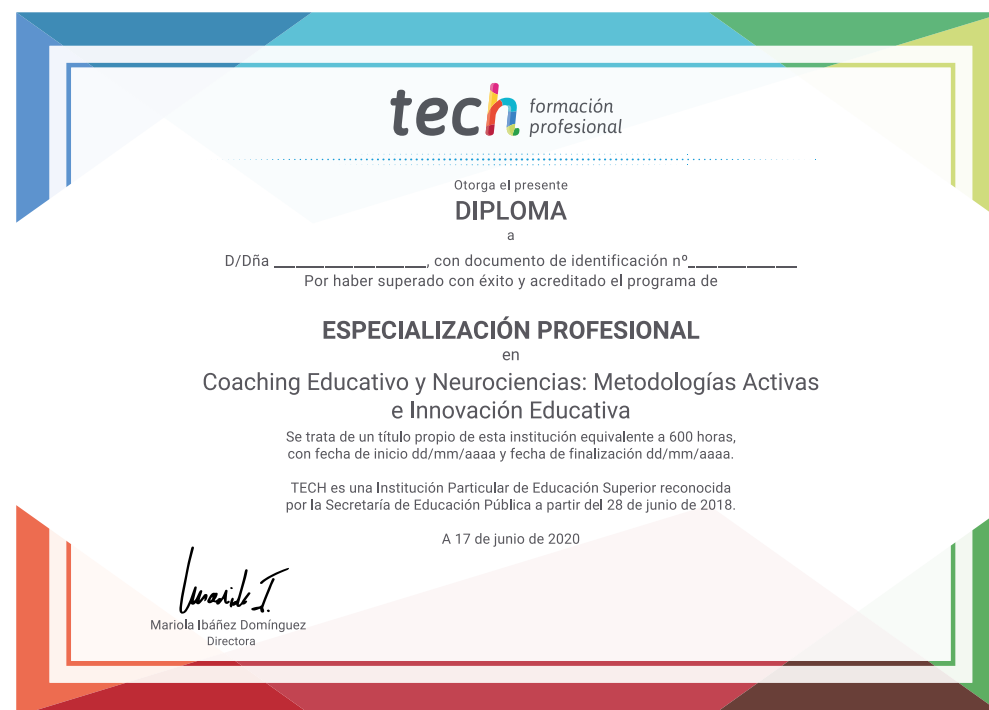 tech formación
profesional
Otorga el presente
DIPLOMA
a
D/Dña ____________, con documento de identificación nº_________
Por haber superado con éxito y acreditado el programa de
ESPECIALIZACIÓN PROFESIONAL
en
Coaching Educativo y Neurociencias: Metodologías Activas
e Innovación Educativa
Se trata de un título propio de esta institución equivalente a 600 horas,
con fecha de inicio dd/mm/aaaa y fecha de finalización dd/mm/aaaa.
TECH es una Institución Particular de Educación Superior reconocida
por la Secretaría de Educación Pública a partir del 28 de junio de 2018.
A 17 de junio de 2020
Mariola Ibáñez Domínguez
Directora